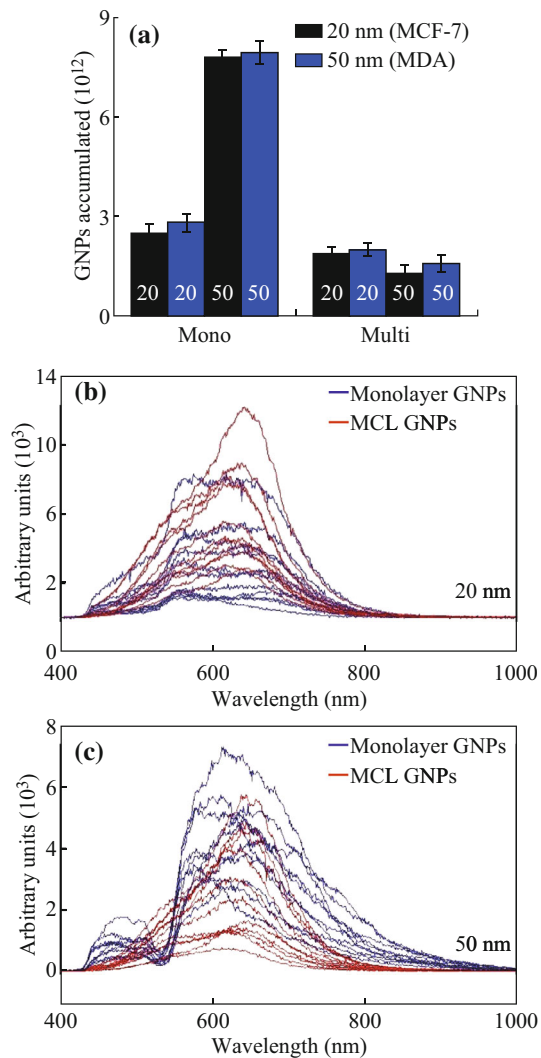 (a)
20 nm (MCF-7)
50 nm (MDA)
GNPs accumulated (10¹²)
9
6
3
0
20 20 50 50
20 20 50 50
Mono Multi
(b)
Monolayer GNPs
MCL GNPs
Arbitrary units (10³)
14
10
6
2
0
20 nm
400 600 800 1000
Wavelength (nm)
(c)
Monolayer GNPs
MCL GNPs
Arbitrary units (10³)
8
6
4
2
0
50 nm
400 600 800 1000
Wavelength (nm)